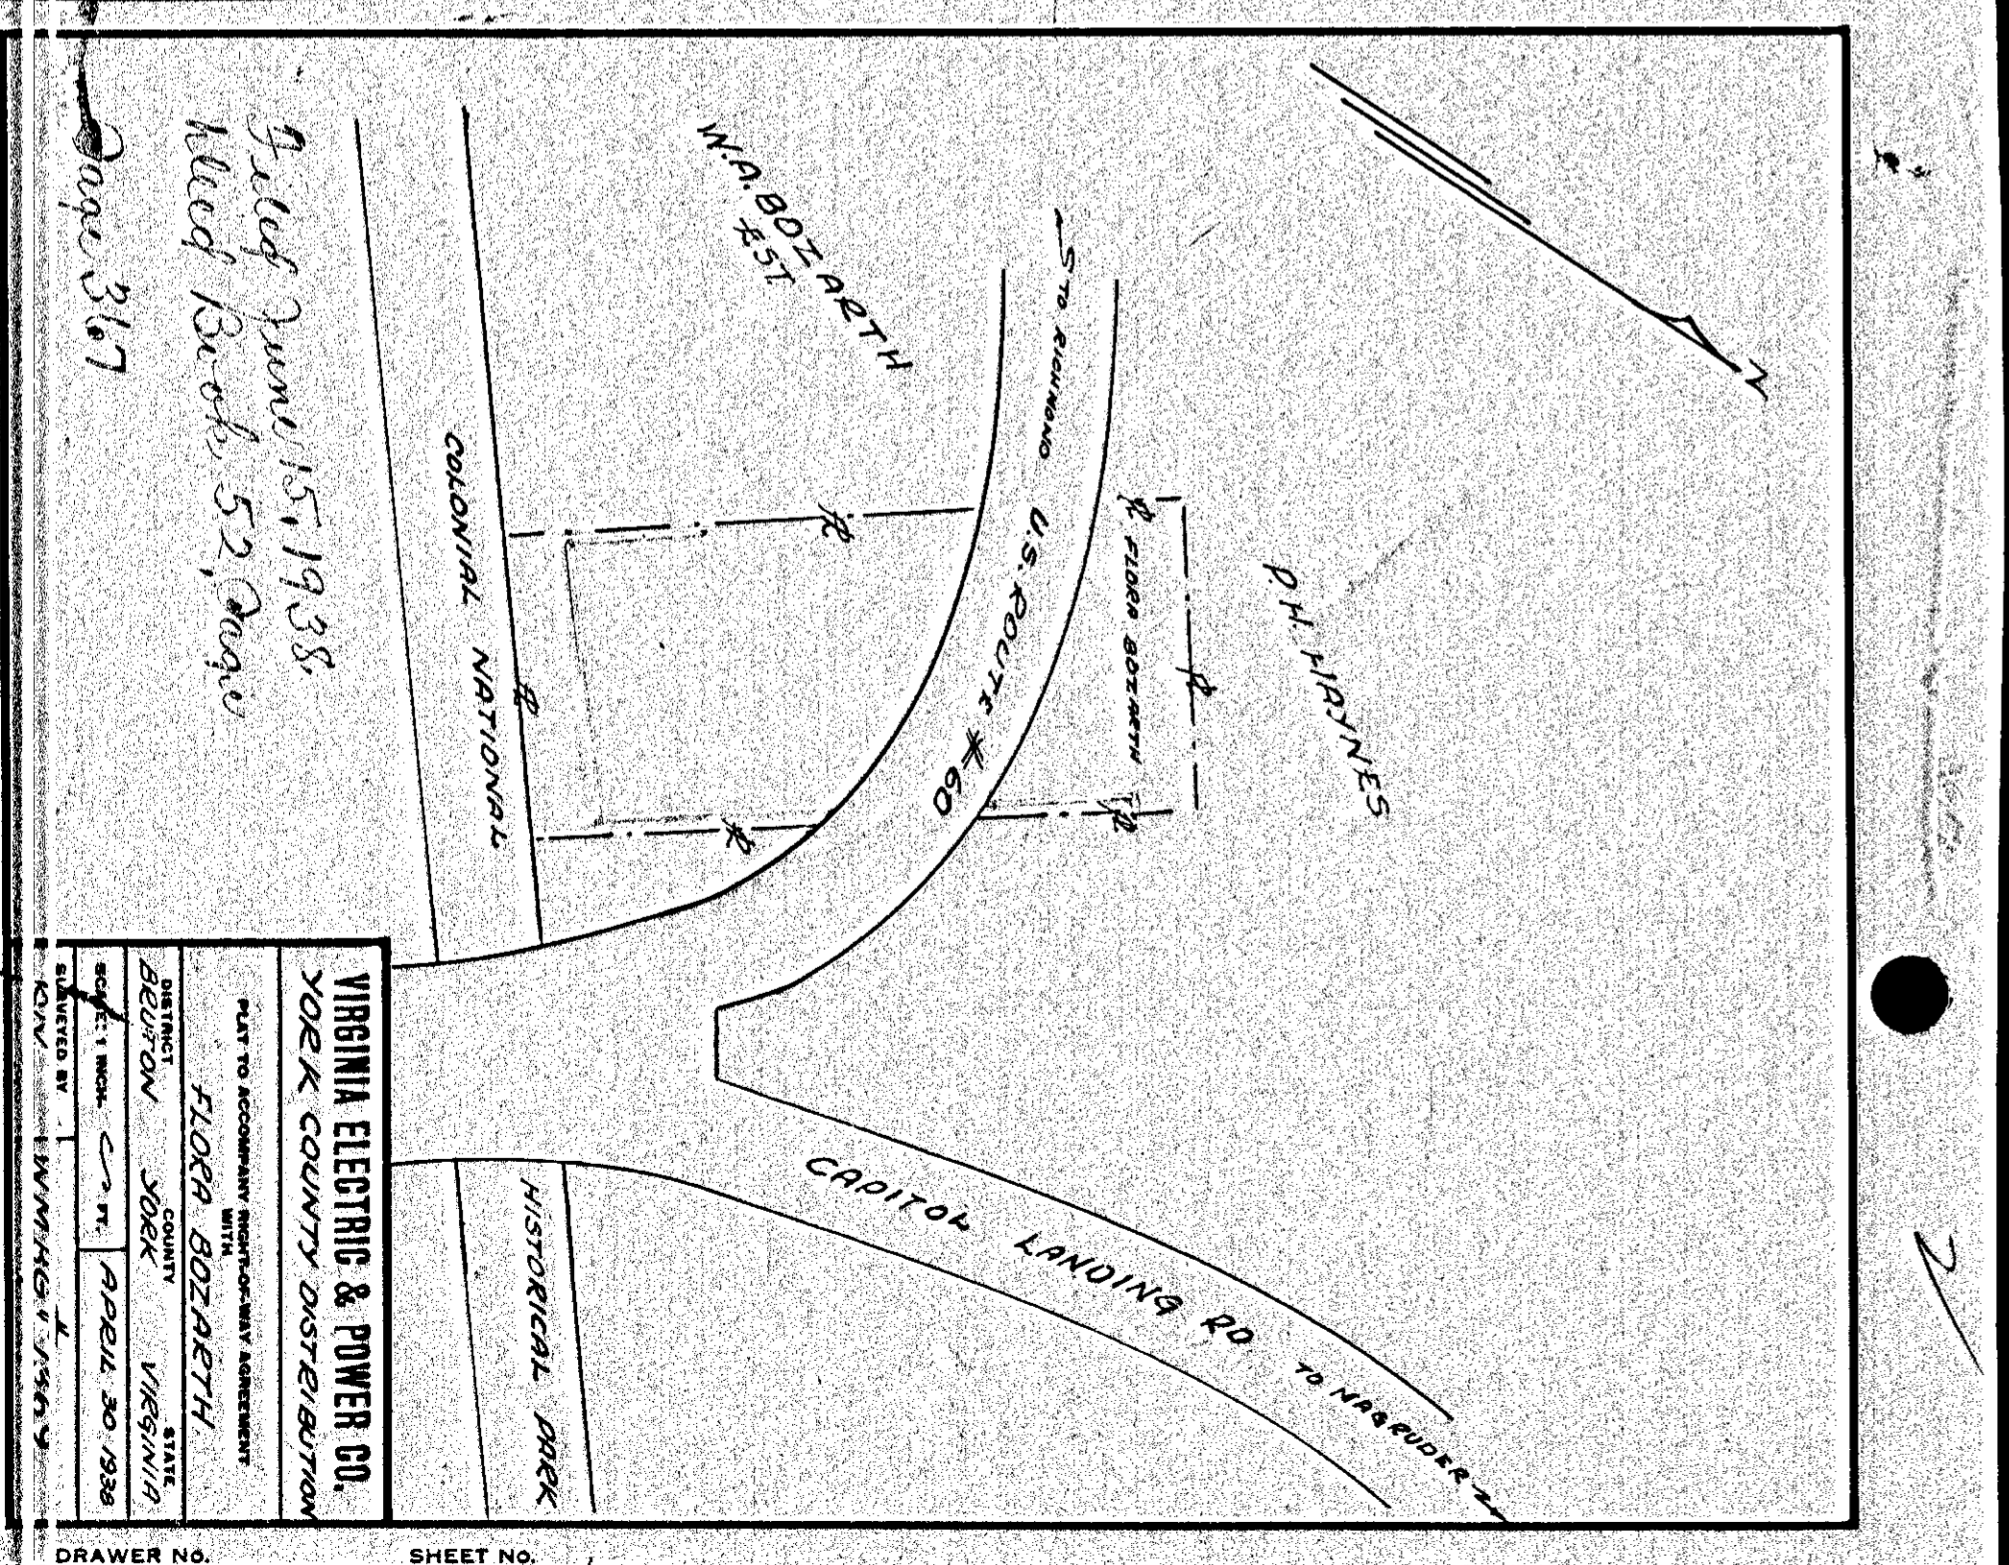 N
P.H. HAYNES
S TO RICHMOND
U.S. ROUTE #60
FLORA BOZARTH
W.A. BOZARTH
EST.
COLONIAL NATIONAL
HISTORICAL PARK
CAPITOL LANDING RD. TO MAGRUDER
Filed June 15, 1938.
Deed Book 52, Page
Page 367
VIRGINIA ELECTRIC & POWER CO.
YORK COUNTY DISTRIBUTION
PLAT TO ACCOMPANY RIGHT-OF-WAY AGREEMENT
WITH
FLORA BOZARTH.
DISTRICT COUNTY STATE
BRUTON YORK VIRGINIA
SCALE: 1 INCH FT. APRIL 30 1938
SURVEYED BY
DRAWER NO. SHEET NO.
2